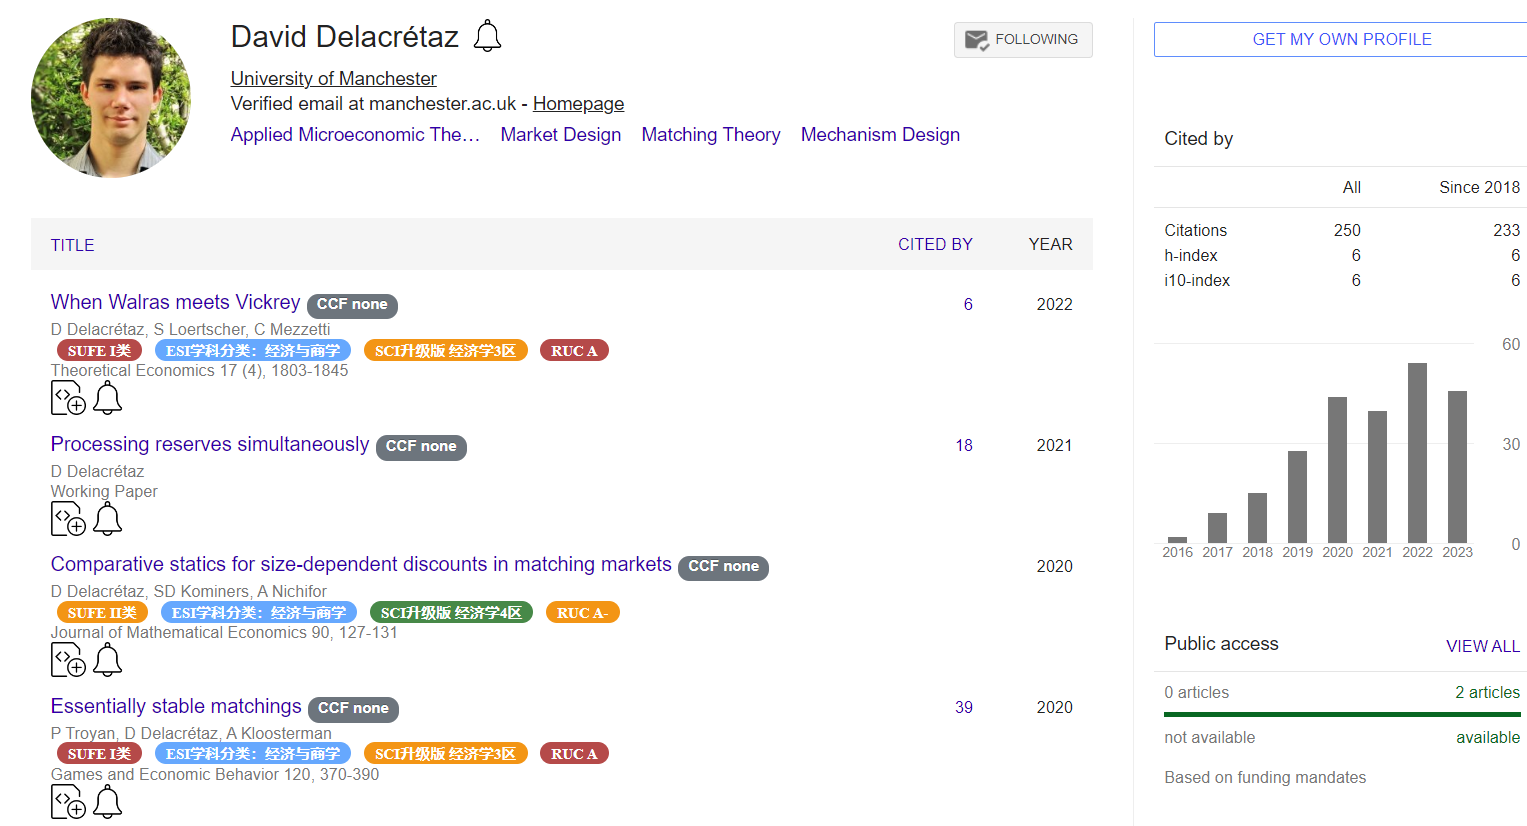 David Delacrétaz
FOLLOWING
University of Manchester
Verified email at manchester.ac.uk - Homepage
Applied Microeconomic The… Market Design Matching Theory Mechanism Design
TITLE CITED BY YEAR
When Walras meets Vickrey CCF none 6 2022
D Delacrétaz, S Loertscher, C Mezzetti
SUFE I类 ESI学科分类：经济与商学 SCI升级版 经济学3区 RUC A
Theoretical Economics 17 (4), 1803-1845
Processing reserves simultaneously CCF none 18 2021
D Delacrétaz
Working Paper
Comparative statics for size-dependent discounts in matching markets CCF none 2020
D Delacrétaz, SD Kominers, A Nichifor
SUFE II类 ESI学科分类：经济与商学 SCI升级版 经济学4区 RUC A-
Journal of Mathematical Economics 90, 127-131
Essentially stable matchings CCF none 39 2020
P Troyan, D Delacrétaz, A Kloosterman
SUFE I类 ESI学科分类：经济与商学 SCI升级版 经济学3区 RUC A
Games and Economic Behavior 120, 370-390
GET MY OWN PROFILE
Cited by
All Since 2018
Citations 250 233
h-index 6 6
i10-index 6 6
60
30
0
2016 2017 2018 2019 2020 2021 2022 2023
Public access VIEW ALL
0 articles 2 articles
not available available
Based on funding mandates